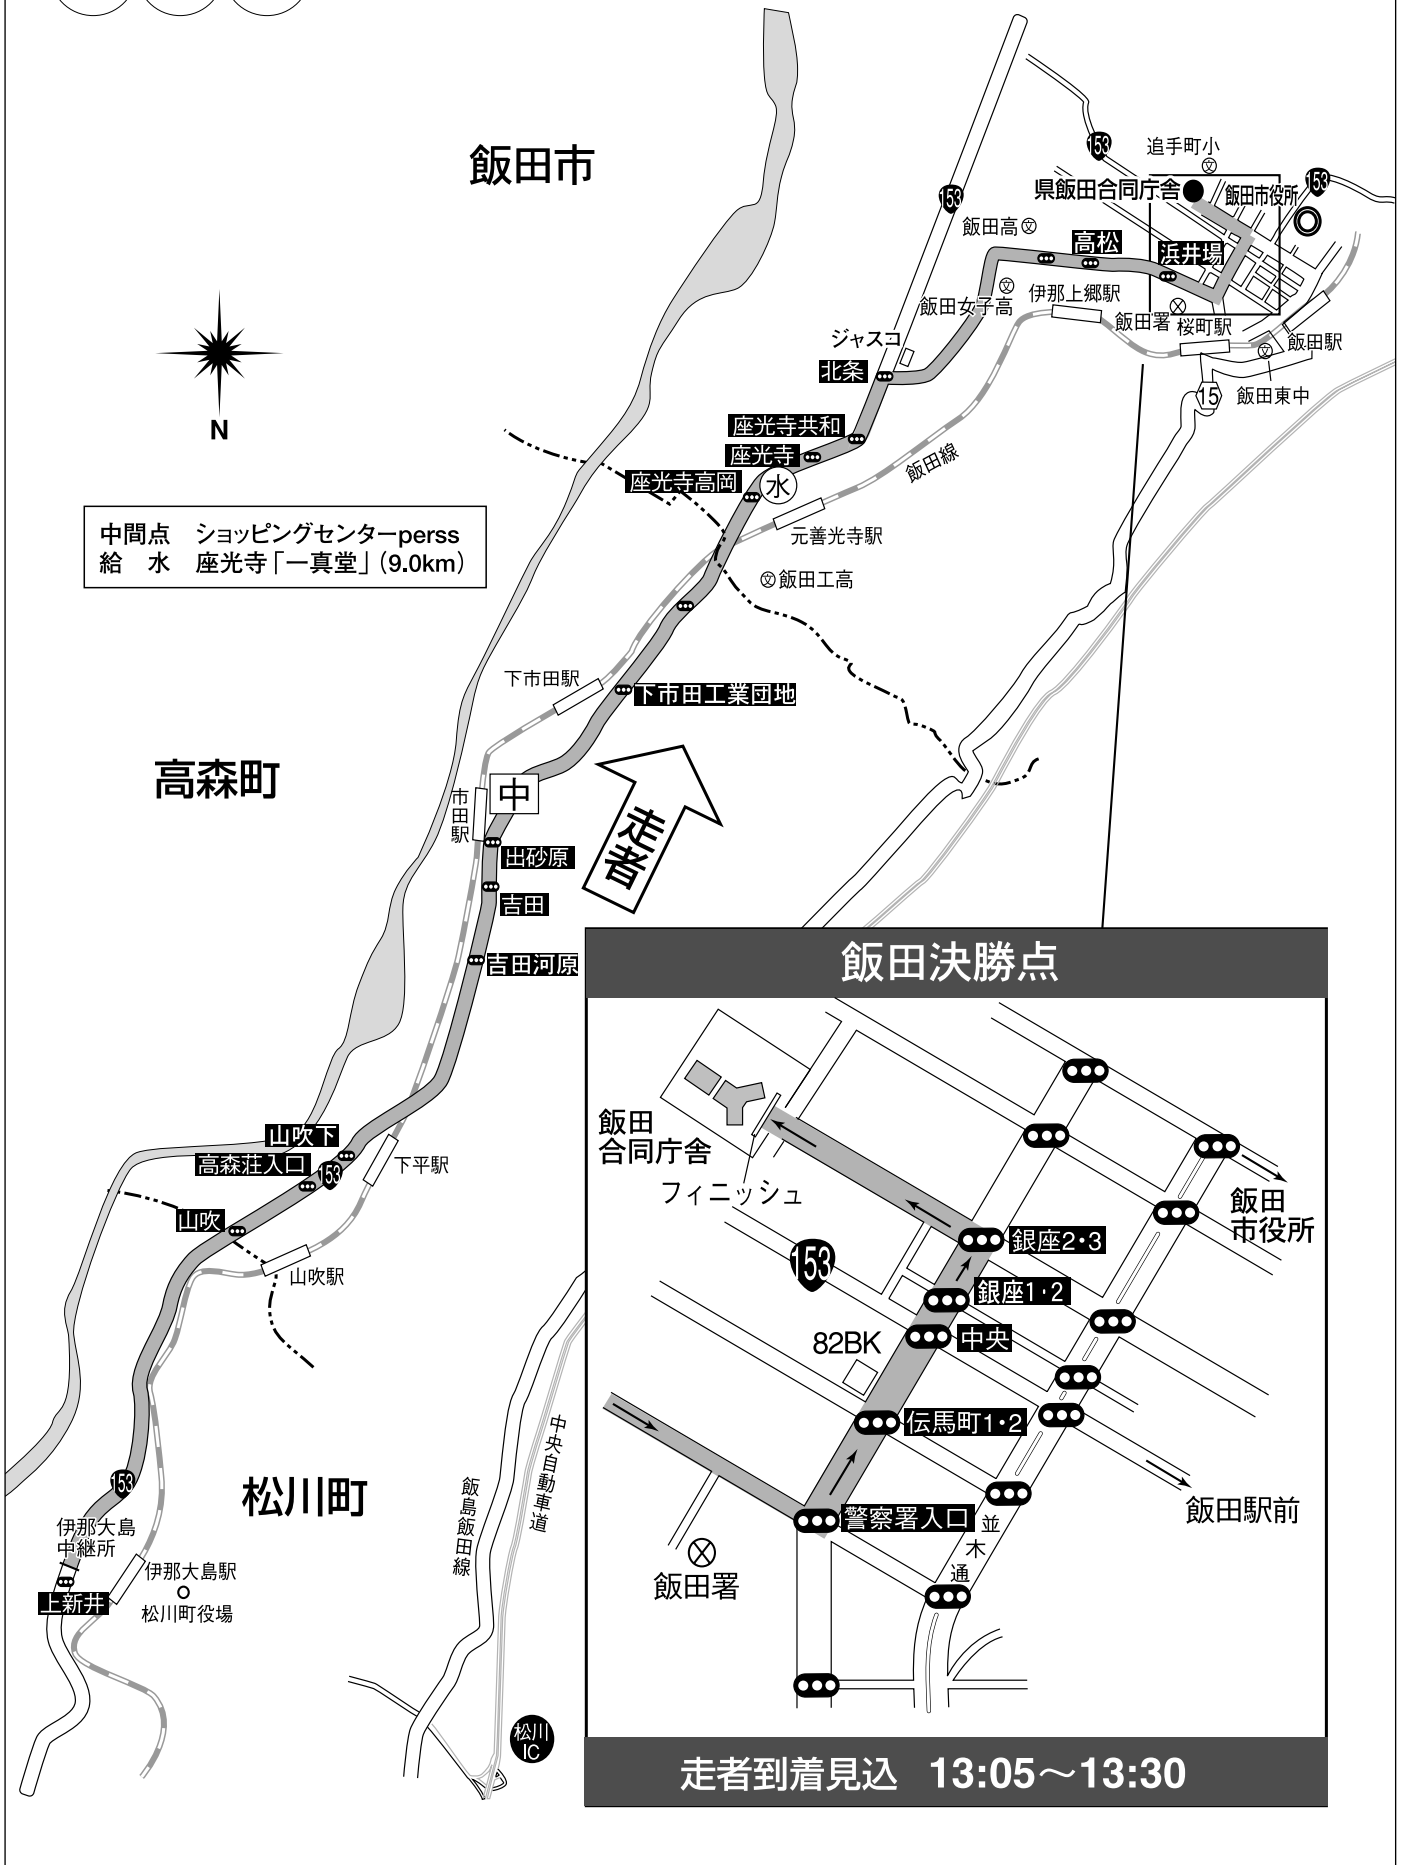 飯田市
153
追手町小
文
県飯田合同庁舎
飯田市役所
153
153
飯田高
文
高松
浜井場
文
飯田女子高
伊那上郷駅
飯田署
桜町駅
飯田駅
文
飯田東中
15
ジャスコ
北条
座光寺共和
座光寺
座光寺高岡
水
飯田線
元善光寺駅
文飯田工高
N
中間点 ショッピングセンターperss
給 水 座光寺「一真堂」(9.0km)
下市田駅
下市田工業団地
高森町
中
市田駅
出砂原
吉田
吉田河原
走者
山吹下
高森荘入口
153
下平駅
山吹
山吹駅
153
松川町
伊那大島
中継所
伊那大島駅
上新井
松川町役場
飯島飯田線
中央自動車道
松川
IC
飯田決勝点
飯田
合同庁舎
フィニッシュ
飯田
市役所
銀座2・3
153
銀座1・2
82BK
中央
伝馬町1・2
飯田駅前
警察署入口
並木通
飯田署
走者到着見込 13:05～13:30